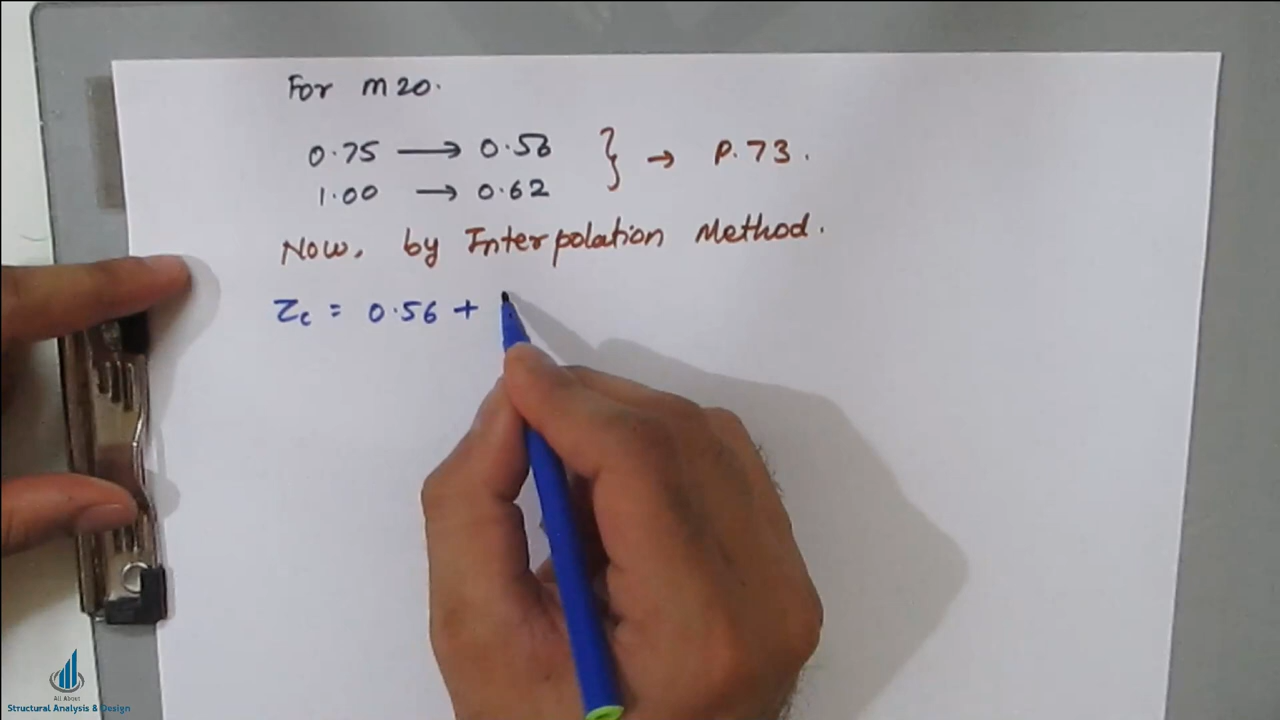 For M20.
0.75 → 0.56 } → P.73.
1.00 → 0.62
Now, by Interpolation Method.
τc = 0.56 +
All About
Structural Analysis & Design